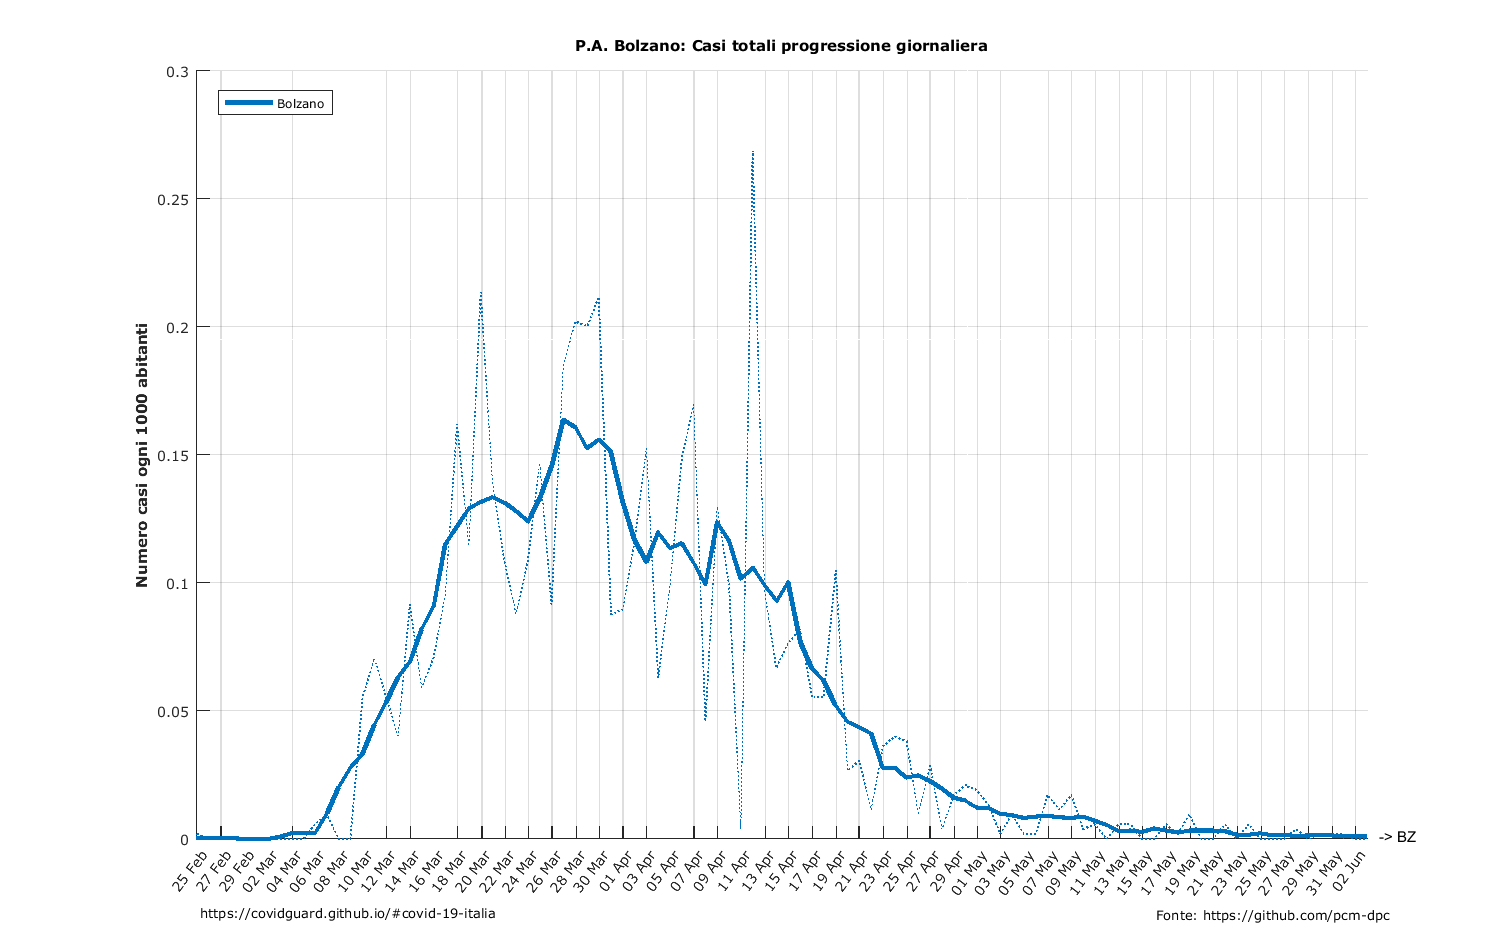 P.A. Bolzano: Casi totali progressione giornaliera
Bolzano
Numero casi ogni 1000 abitanti
0.3
0.25
0.2
0.15
0.1
0.05
0
25 Feb
27 Feb
29 Feb
02 Mar
04 Mar
06 Mar
08 Mar
10 Mar
12 Mar
14 Mar
16 Mar
18 Mar
20 Mar
22 Mar
24 Mar
26 Mar
28 Mar
30 Mar
01 Apr
03 Apr
05 Apr
07 Apr
09 Apr
11 Apr
13 Apr
15 Apr
17 Apr
19 Apr
21 Apr
23 Apr
25 Apr
27 Apr
29 Apr
01 May
03 May
05 May
07 May
09 May
11 May
13 May
15 May
17 May
19 May
21 May
23 May
25 May
27 May
29 May
31 May
02 Jun
-> BZ
https://covidguard.github.io/#covid-19-italia
Fonte: https://github.com/pcm-dpc